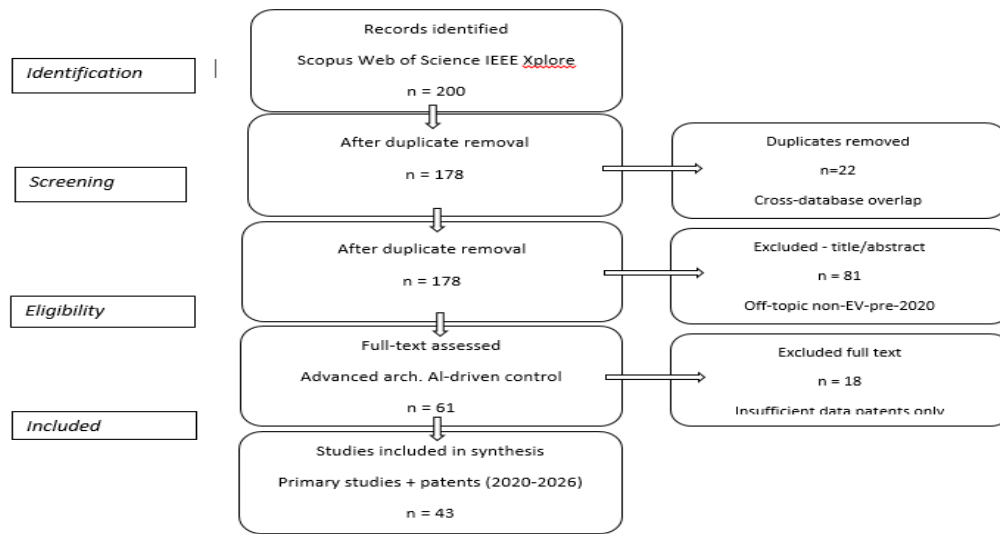 Records identified
Scopus Web of Science IEEE Xplore
n = 200
Identification
After duplicate removal
n = 178
Duplicates removed
n=22
Cross-database overlap
Screening
After duplicate removal
n = 178
Excluded - title/abstract
n = 81
Off-topic non-EV-pre-2020
Eligibility
Full-text assessed
Advanced arch. AI-driven control
n = 61
Excluded full text
n = 18
Insufficient data patents only
Included
Studies included in synthesis
Primary studies + patents (2020-2026)
n = 43